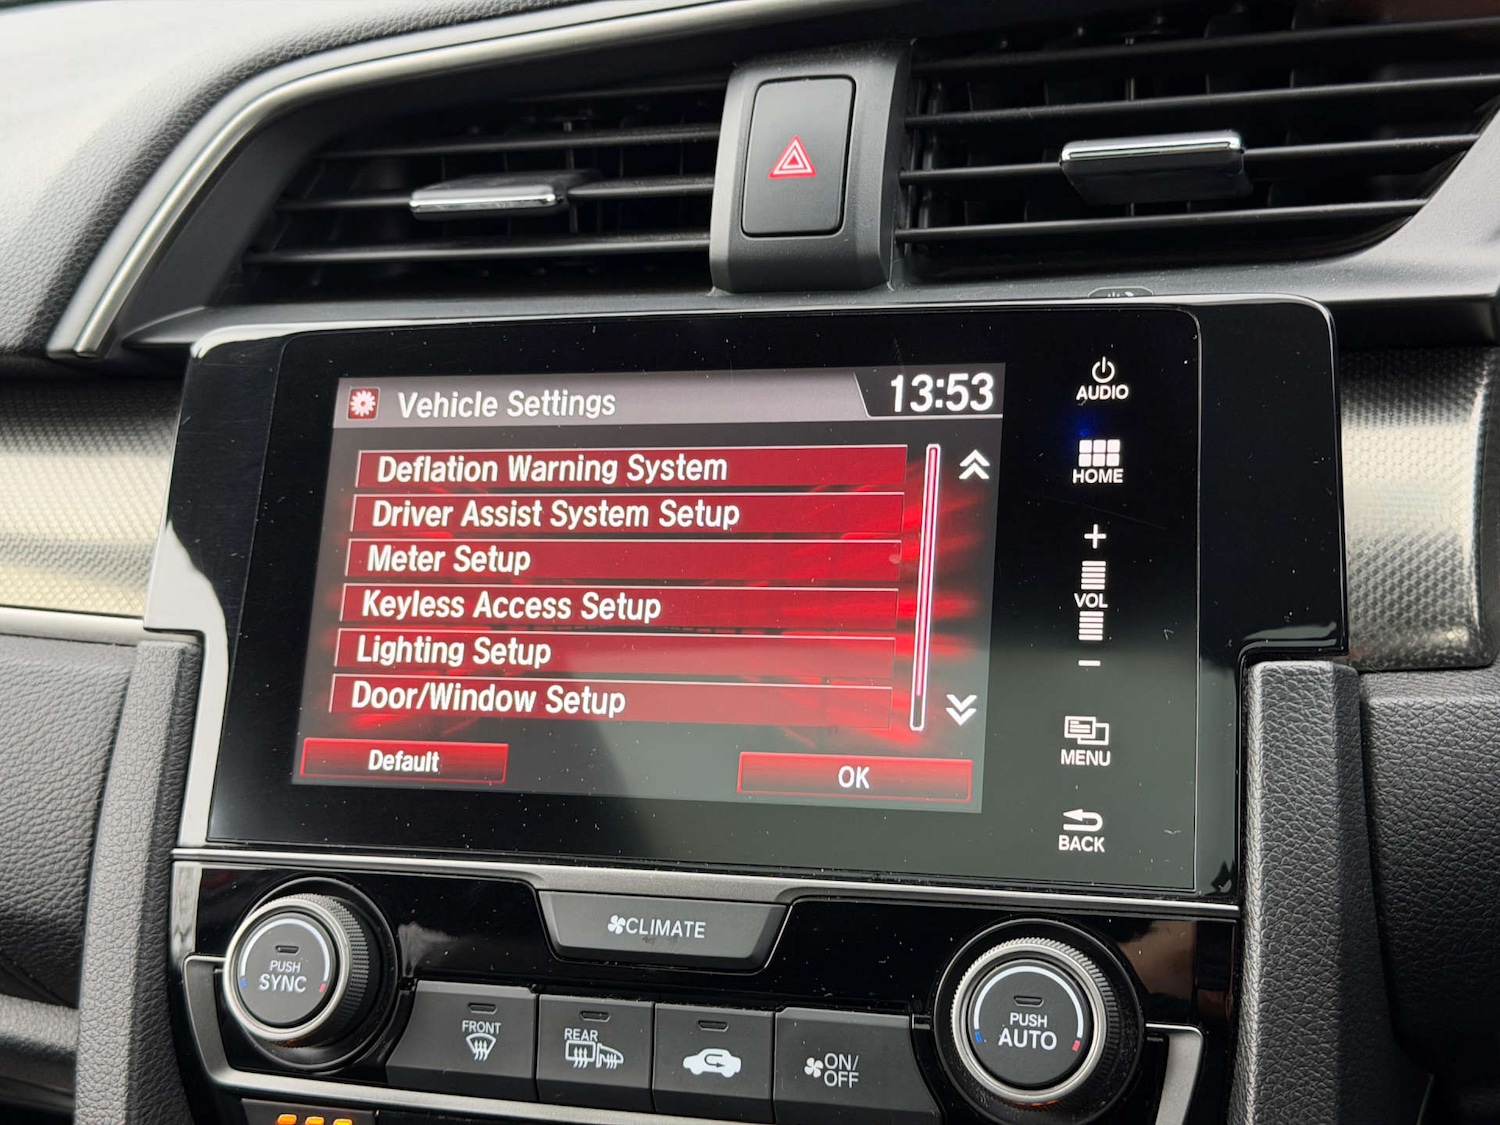 Vehicle Settings 13:53
Deflation Warning System
Driver Assist System Setup
Meter Setup
Keyless Access Setup
Lighting Setup
Door/Window Setup
Default
OK
AUDIO
HOME
+
VOL
−
MENU
BACK
CLIMATE
PUSH
SYNC
FRONT
REAR
ON/
OFF
PUSH
AUTO